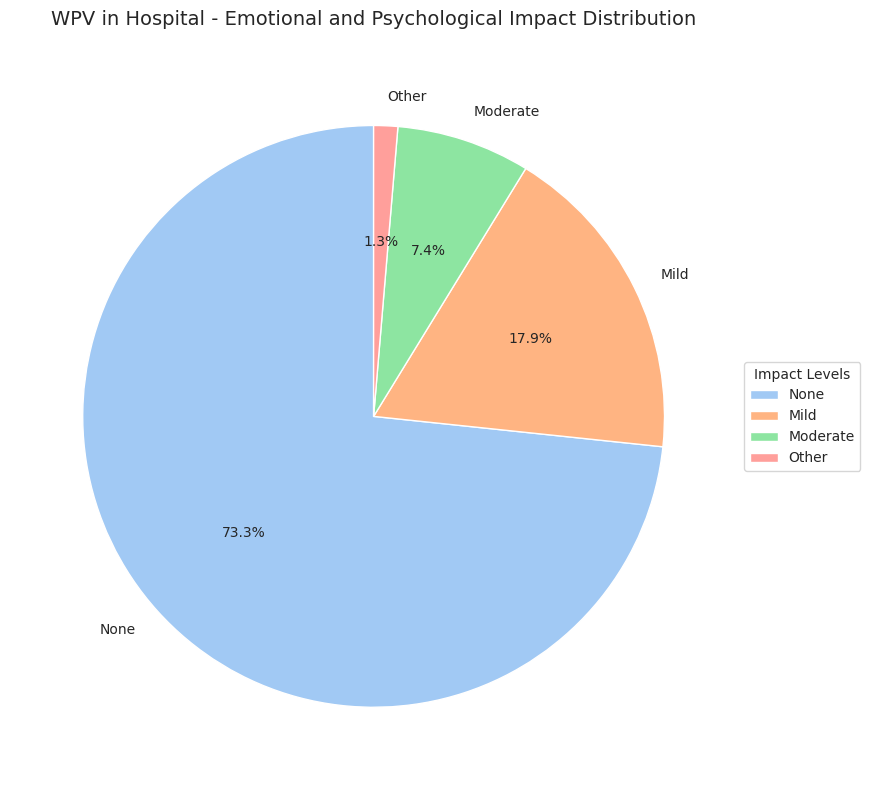 WPV in Hospital - Emotional and Psychological Impact Distribution
Other
Moderate
1.3%
7.4%
Mild
17.9%
Impact Levels
None
Mild
Moderate
Other
73.3%
None